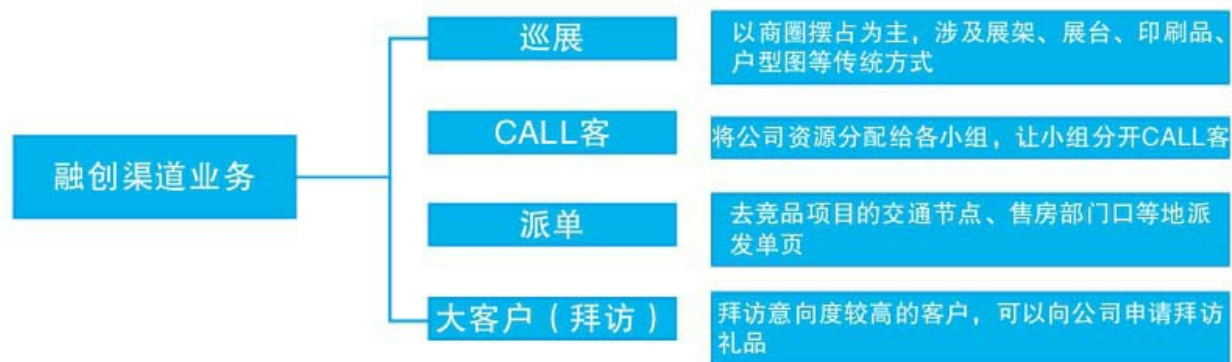 融创渠道业务
巡展
以商圈摆占为主，涉及展架、展台、印刷品、
户型图等传统方式
CALL客
将公司资源分配给各小组，让小组分开CALL客
派单
去竞品项目的交通节点、售房部门口等地派
发单页
大客户（拜访）
拜访意向度较高的客户，可以向公司申请拜访
礼品